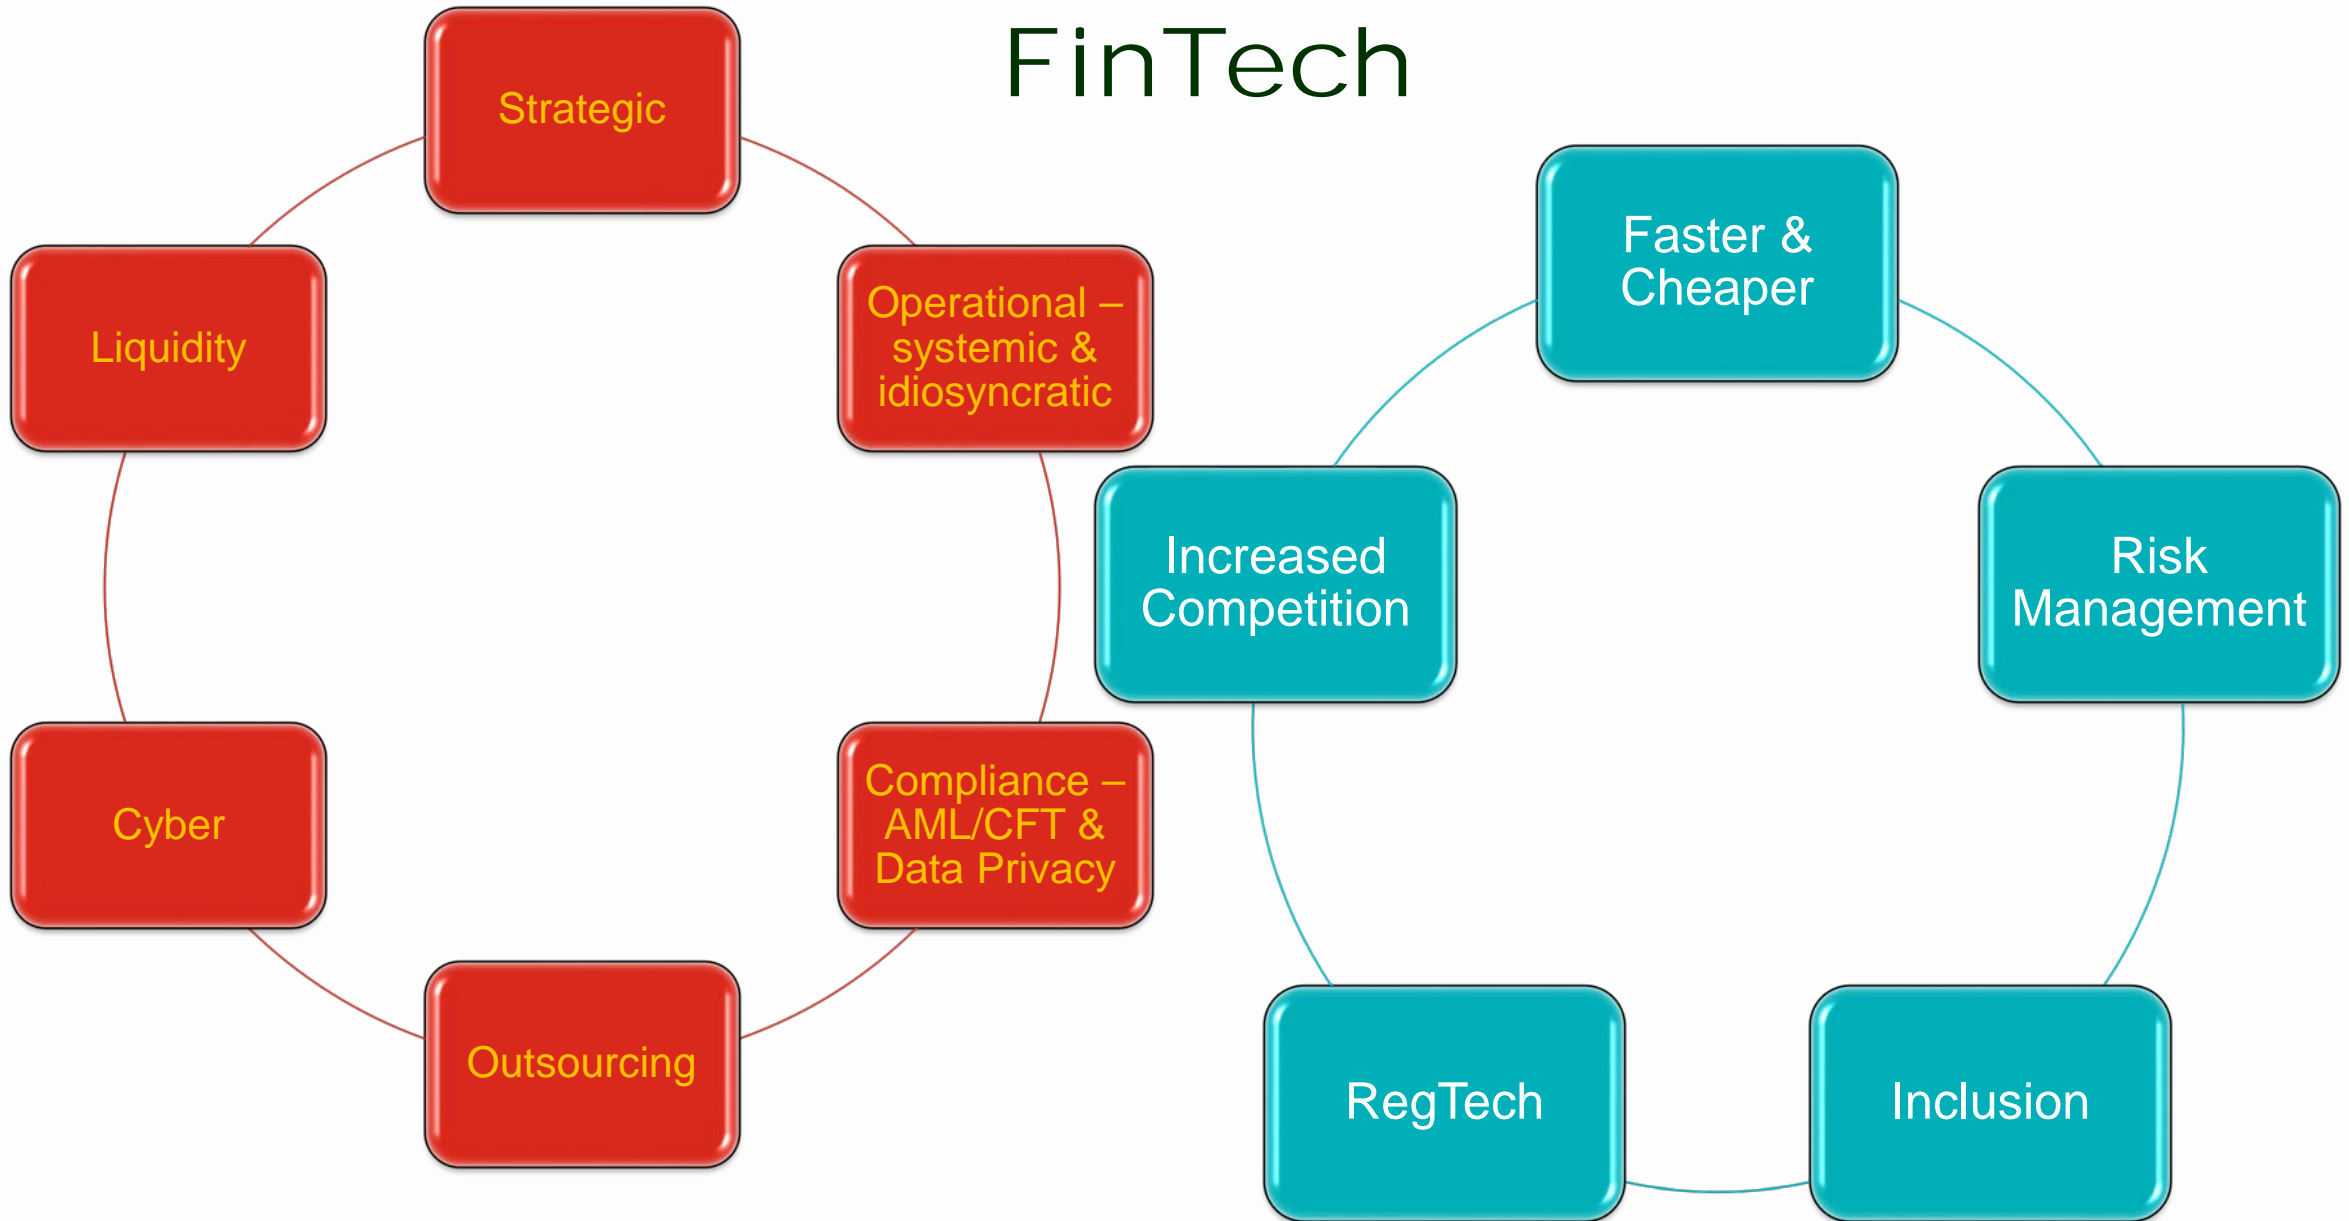 FinTech
Strategic
Operational –
systemic &
idiosyncratic
Compliance –
AML/CFT &
Data Privacy
Outsourcing
Cyber
Liquidity
Faster &
Cheaper
Risk
Management
Inclusion
RegTech
Increased
Competition